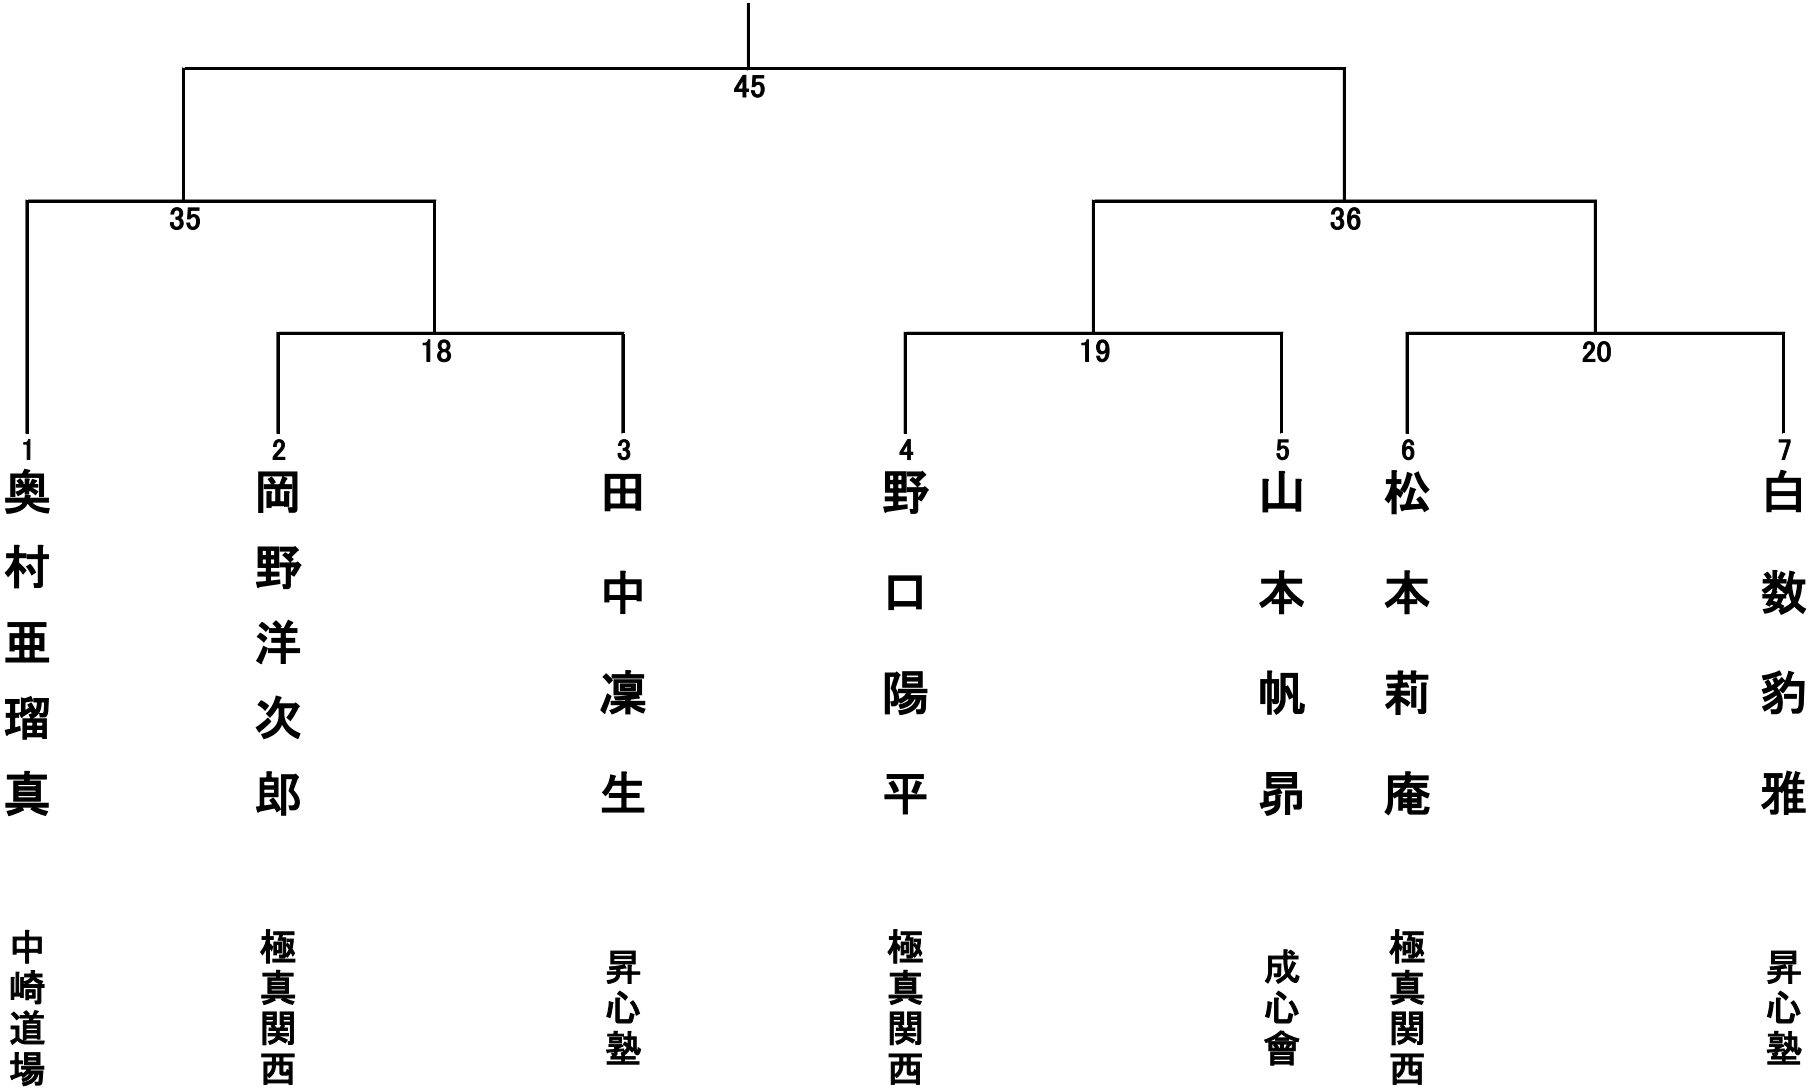 45
35
36
18
19
20
1
奥村亜瑠真
中崎道場
2
岡野洋次郎
極真関西
3
田中凜生
昇心塾
4
野口陽平
極真関西
5
山本帆昴
成心會
6
松本莉庵
極真関西
7
白数豹雅
昇心塾